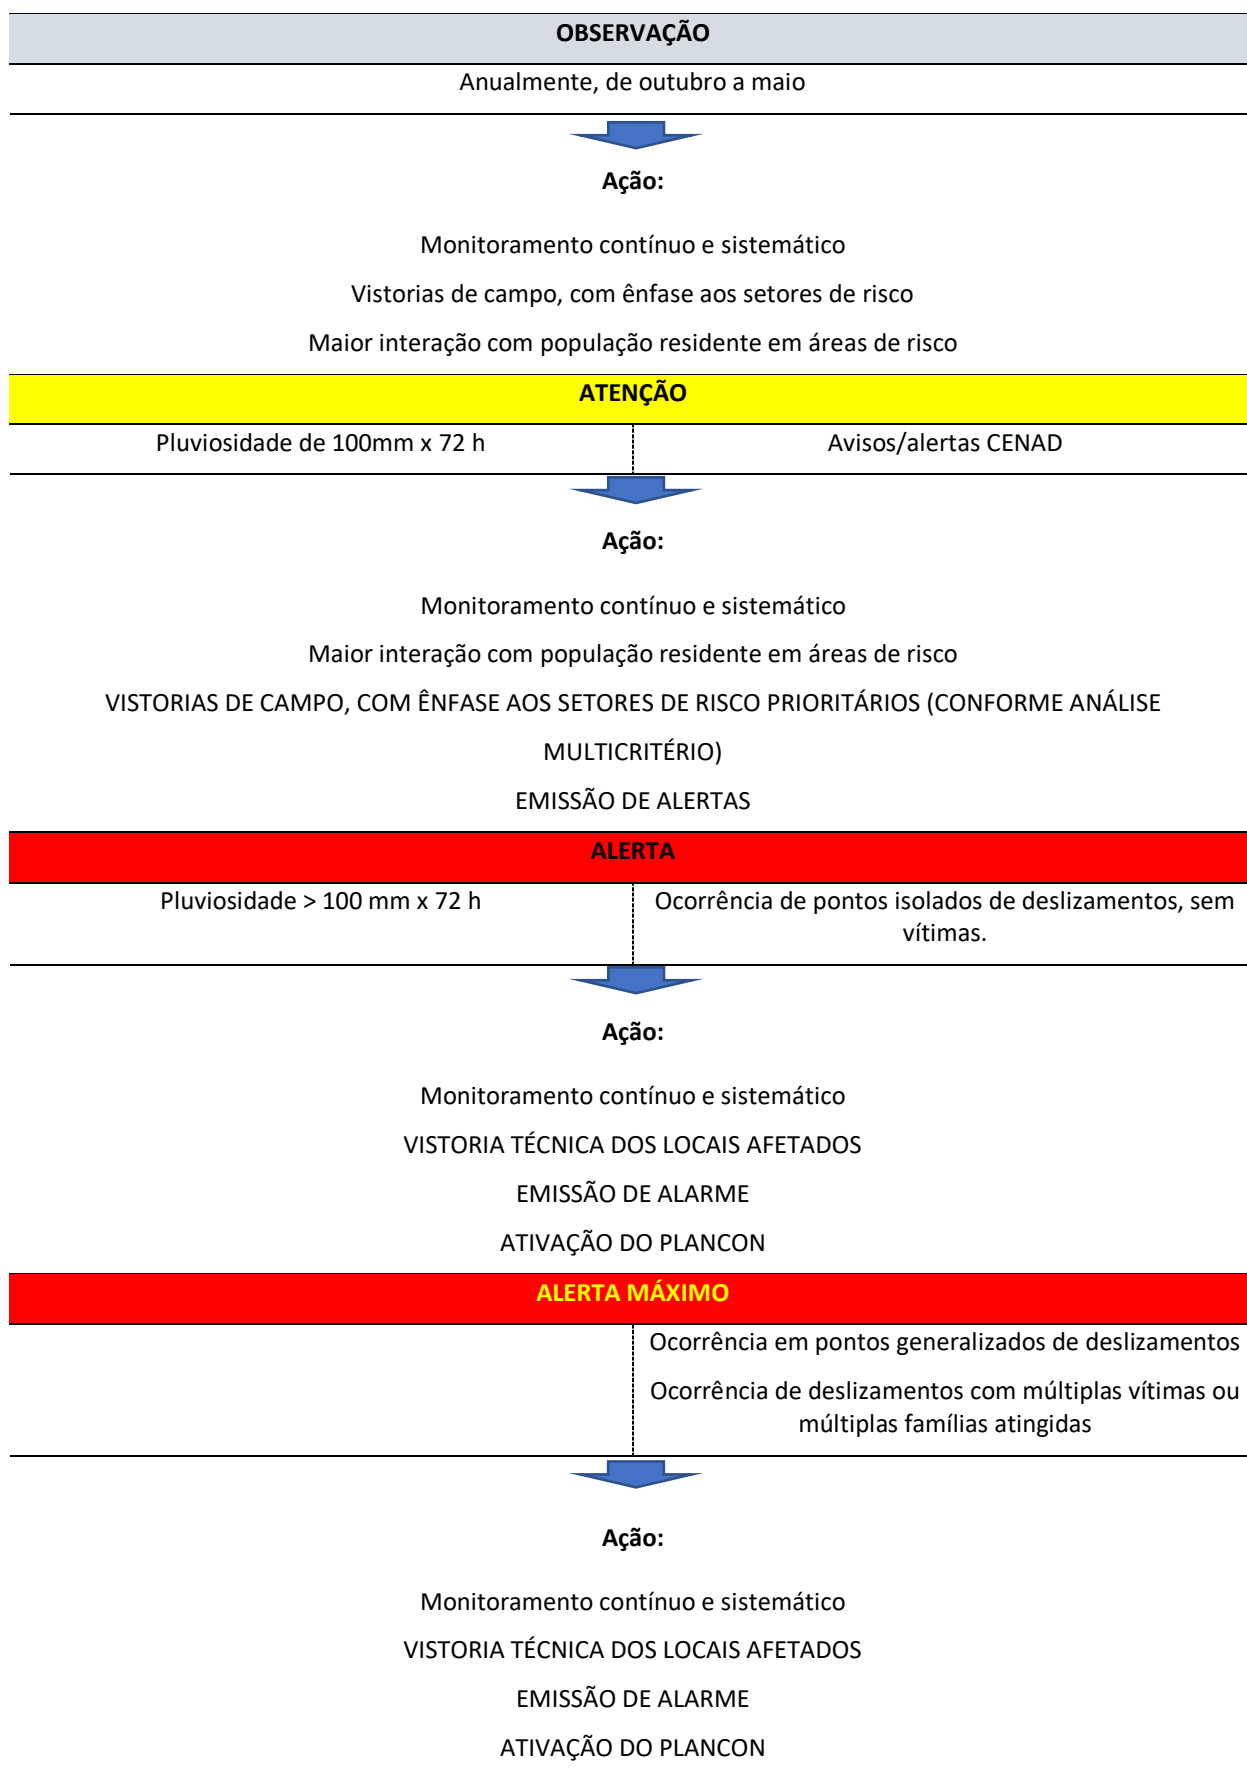 OBSERVAÇÃO
Anualmente, de outubro a maio
Ação:
Monitoramento contínuo e sistemático
Vistorias de campo, com ênfase aos setores de risco
Maior interação com população residente em áreas de risco
ATENÇÃO
Pluviosidade de 100mm x 72 h
Avisos/alertas CENAD
Ação:
Monitoramento contínuo e sistemático
Maior interação com população residente em áreas de risco
VISTORIAS DE CAMPO, COM ÊNFASE AOS SETORES DE RISCO PRIORITÁRIOS (CONFORME ANÁLISE
MULTICRITÉRIO)
EMISSÃO DE ALERTAS
ALERTA
Pluviosidade > 100 mm x 72 h
Ocorrência de pontos isolados de deslizamentos, sem
vítimas.
Ação:
Monitoramento contínuo e sistemático
VISTORIA TÉCNICA DOS LOCAIS AFETADOS
EMISSÃO DE ALARME
ATIVAÇÃO DO PLANCON
ALERTA MÁXIMO
Ocorrência em pontos generalizados de deslizamentos
Ocorrência de deslizamentos com múltiplas vítimas ou
múltiplas famílias atingidas
Ação:
Monitoramento contínuo e sistemático
VISTORIA TÉCNICA DOS LOCAIS AFETADOS
EMISSÃO DE ALARME
ATIVAÇÃO DO PLANCON